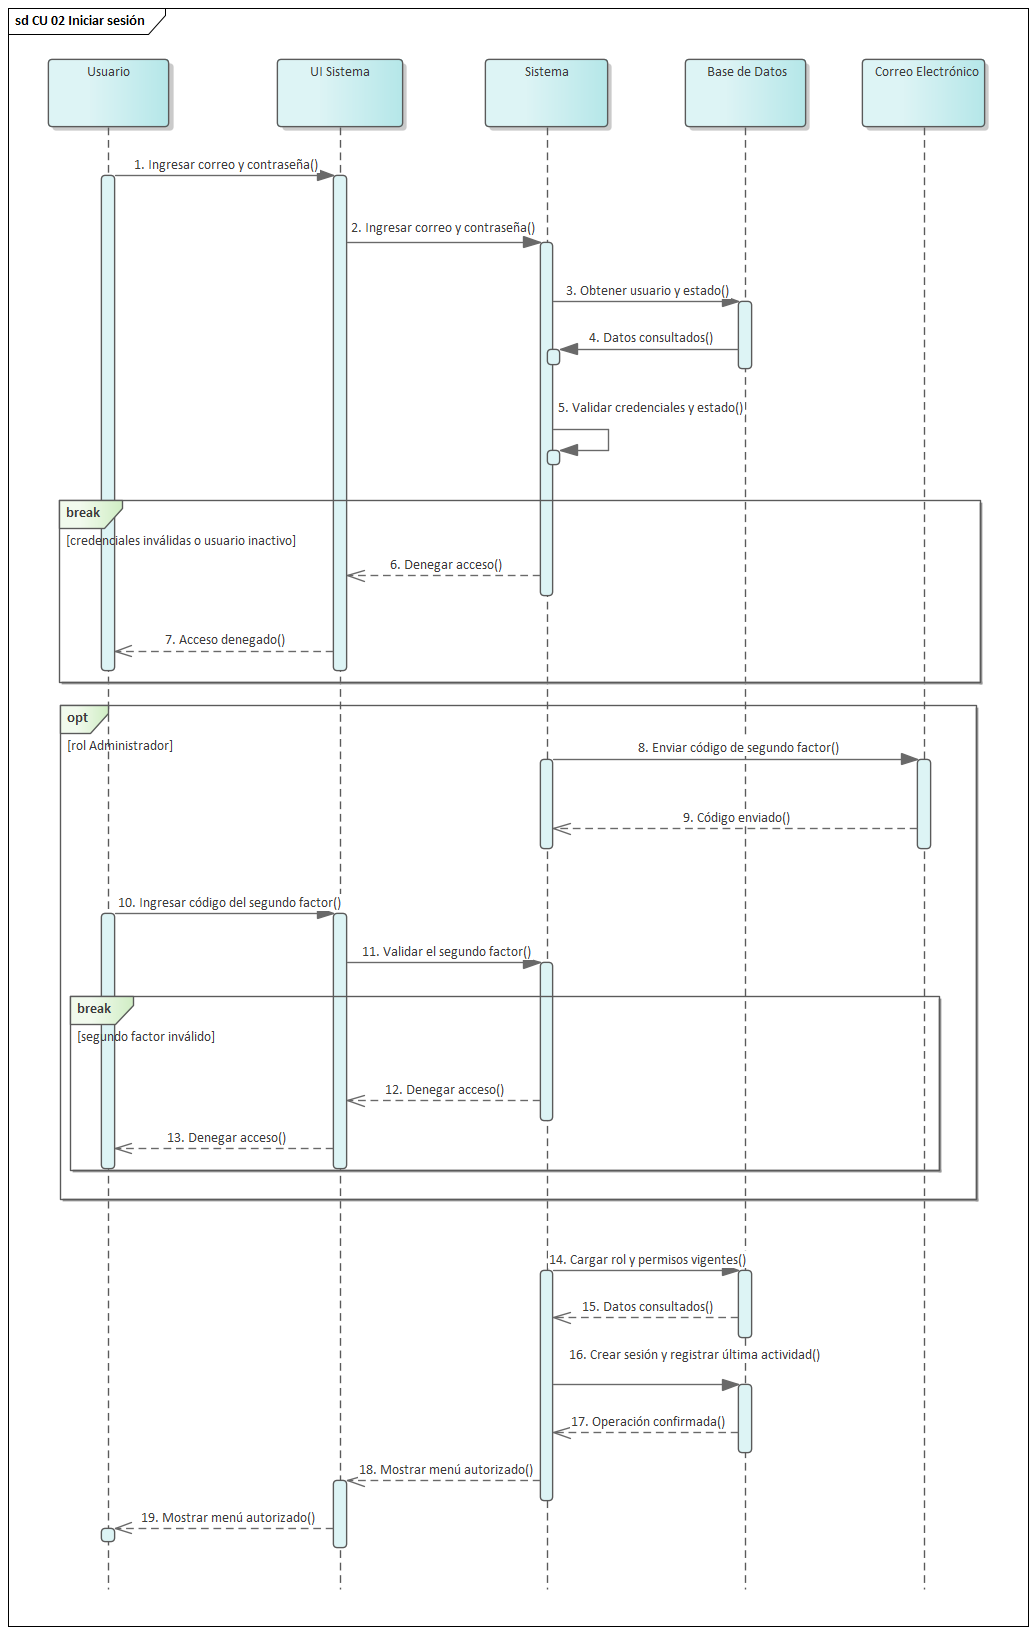 sd CU 02 Iniciar sesión
Usuario
UI Sistema
Sistema
Base de Datos
Correo Electrónico
1. Ingresar correo y contraseña()
2. Ingresar correo y contraseña()
3. Obtener usuario y estado()
4. Datos consultados()
5. Validar credenciales y estado()
break
[credenciales inválidas o usuario inactivo]
6. Denegar acceso()
7. Acceso denegado()
opt
[rol Administrador]
8. Enviar código de segundo factor()
9. Código enviado()
10. Ingresar código del segundo factor()
11. Validar el segundo factor()
break
[segundo factor inválido]
12. Denegar acceso()
13. Denegar acceso()
14. Cargar rol y permisos vigentes()
15. Datos consultados()
16. Crear sesión y registrar última actividad()
17. Operación confirmada()
18. Mostrar menú autorizado()
19. Mostrar menú autorizado()